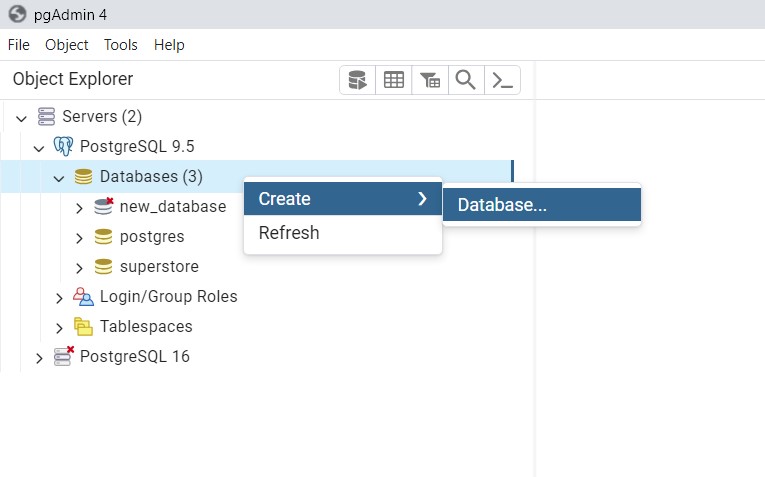 pgAdmin 4
File Object Tools Help
Object Explorer
Servers (2)
PostgreSQL 9.5
Databases (3)
Create
Database...
new_database
Refresh
postgres
superstore
Login/Group Roles
Tablespaces
PostgreSQL 16